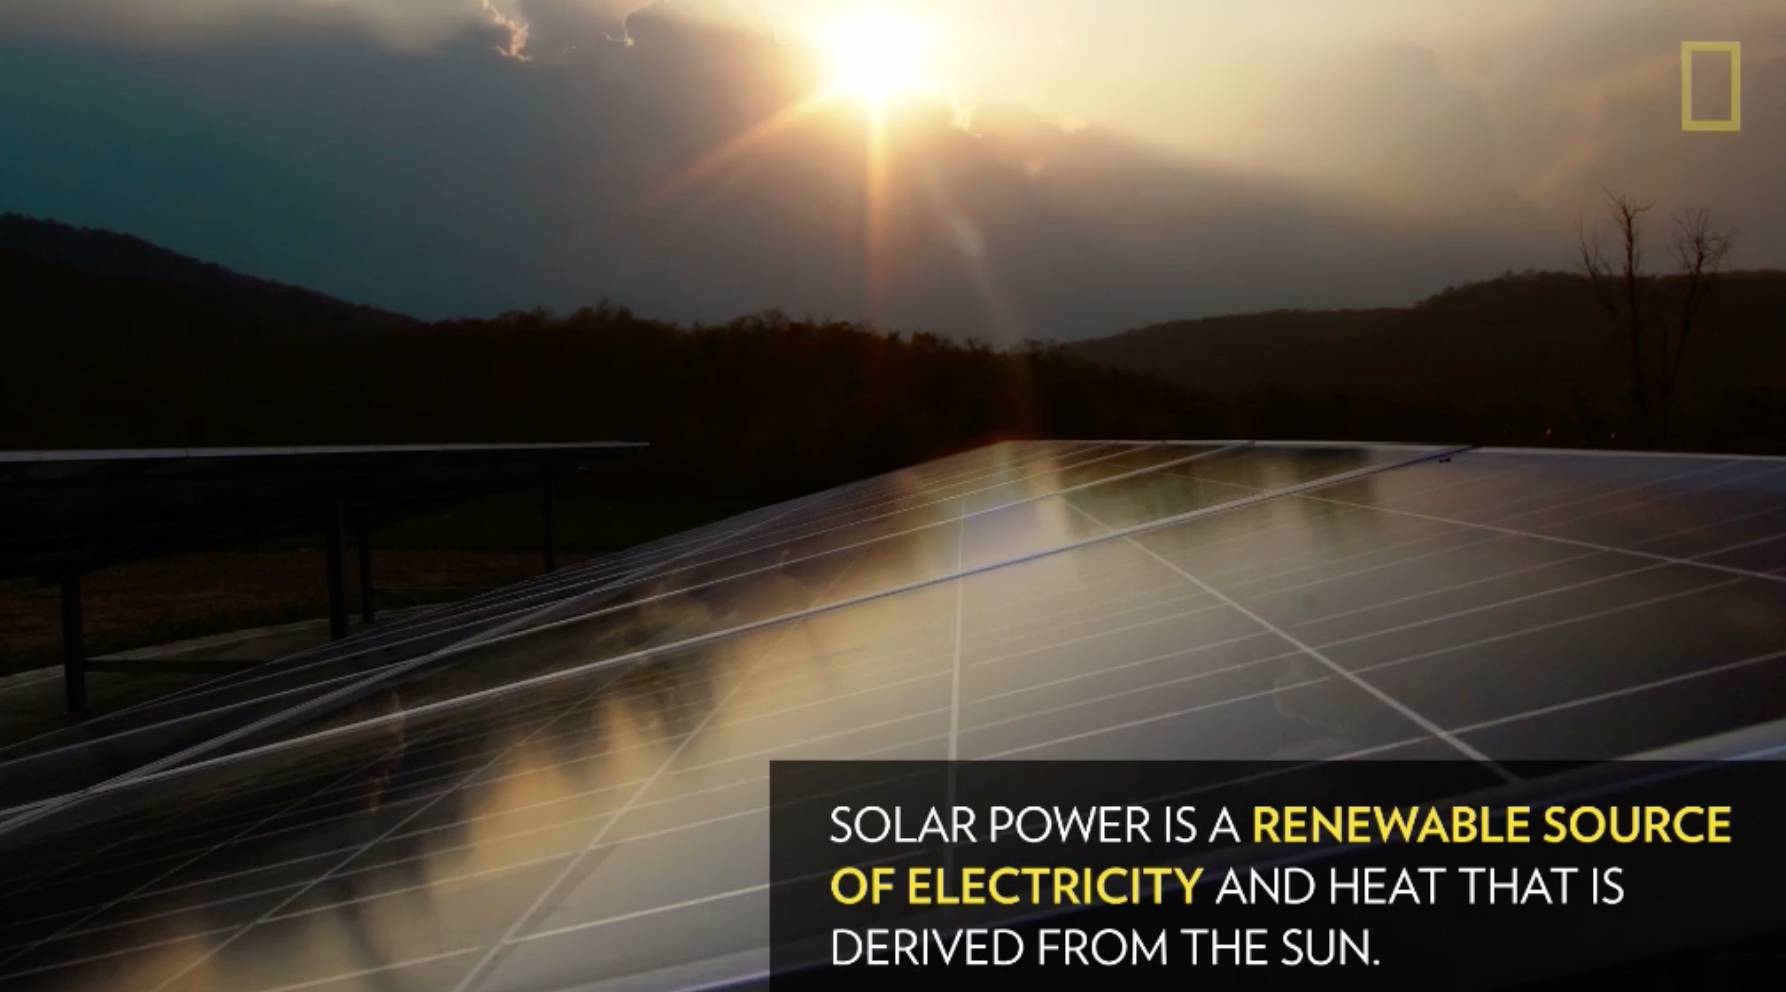 SOLAR POWER IS A RENEWABLE SOURCE
OF ELECTRICITY AND HEAT THAT IS
DERIVED FROM THE SUN.